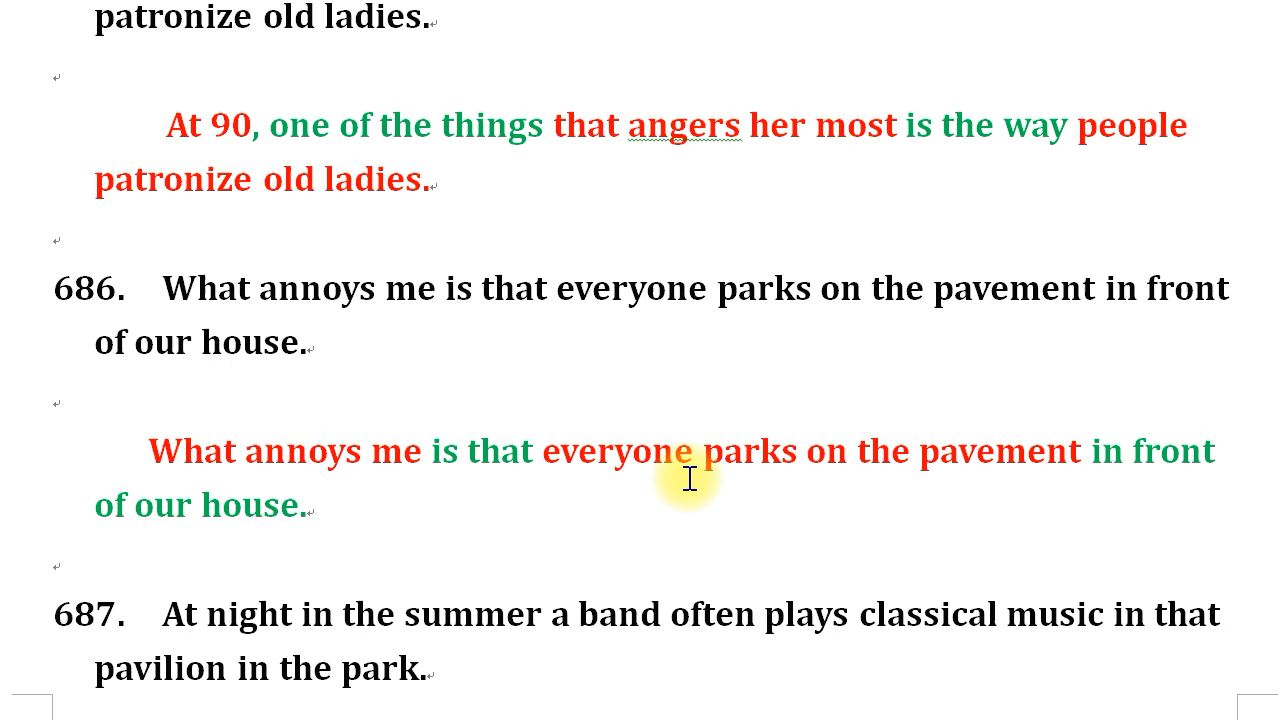 patronize old ladies.
At 90, one of the things that angers her most is the way people
patronize old ladies.
686. What annoys me is that everyone parks on the pavement in front
of our house.
What annoys me is that everyone parks on the pavement in front
of our house.
687. At night in the summer a band often plays classical music in that
pavilion in the park.